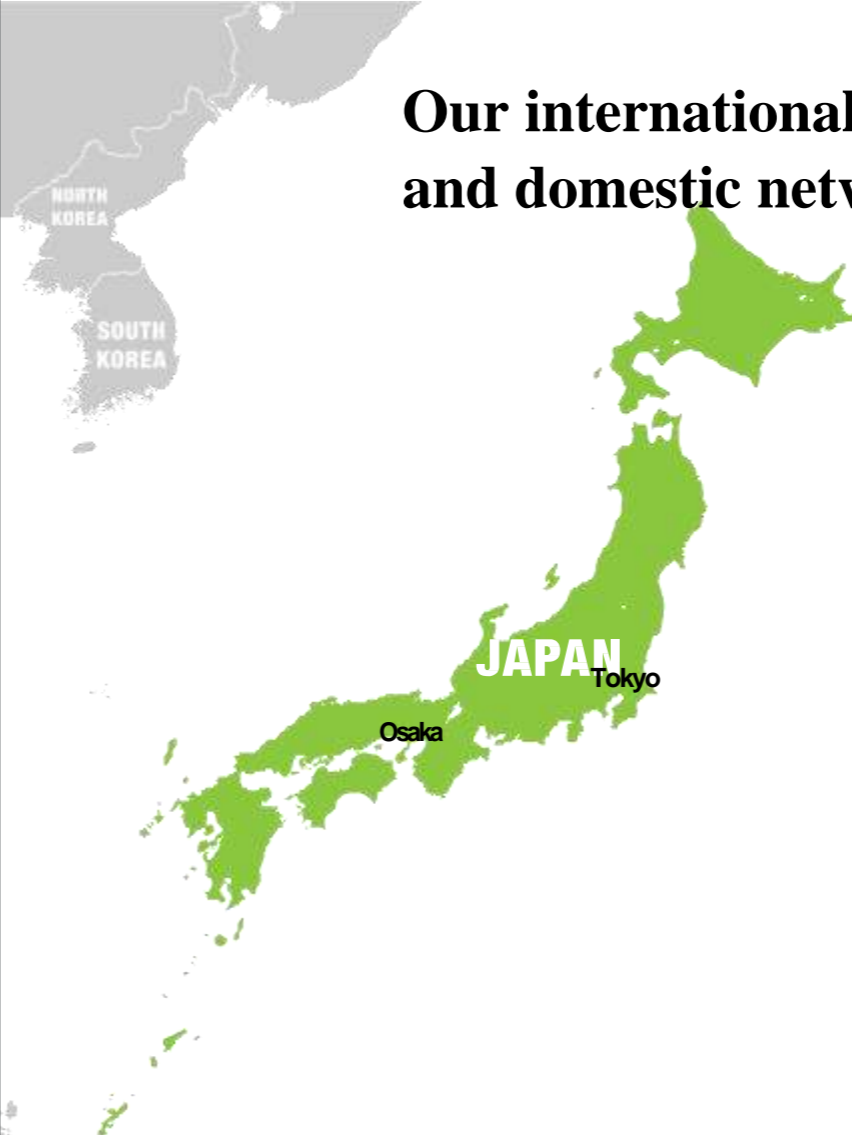 Our international
and domestic netw
NORTH
KOREA
SOUTH
KOREA
JAPAN
Tokyo
Osaka